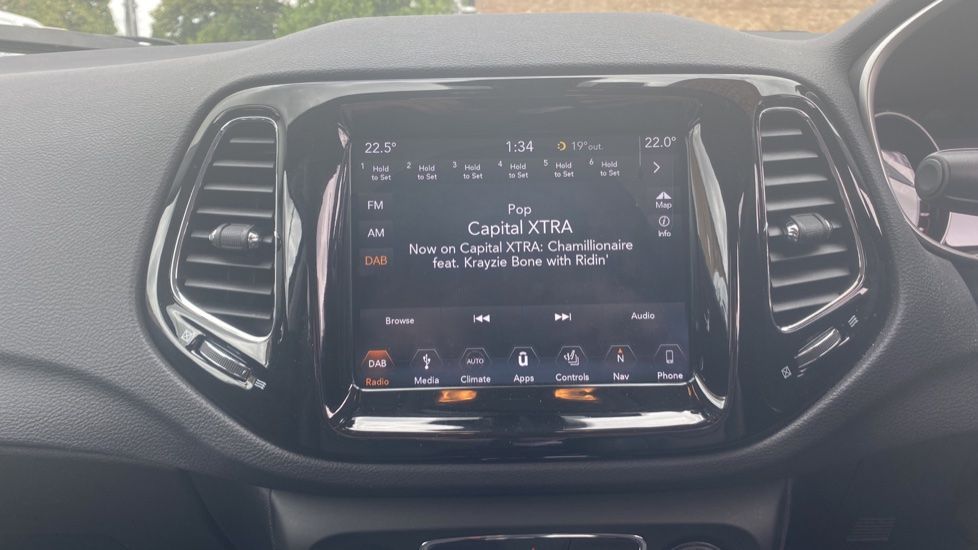 22.5° 1:34 19°out. 22.0°
1 Hold to Set 2 Hold to Set 3 Hold to Set 4 Hold to Set 5 Hold to Set 6 Hold to Set >
FM
AM
DAB
Pop
Capital XTRA
Now on Capital XTRA: Chamillionaire
feat. Krayzie Bone with Ridin'
Map
i
Info
Browse Audio
DAB AUTO N
Radio Media Climate Apps Controls Nav Phone